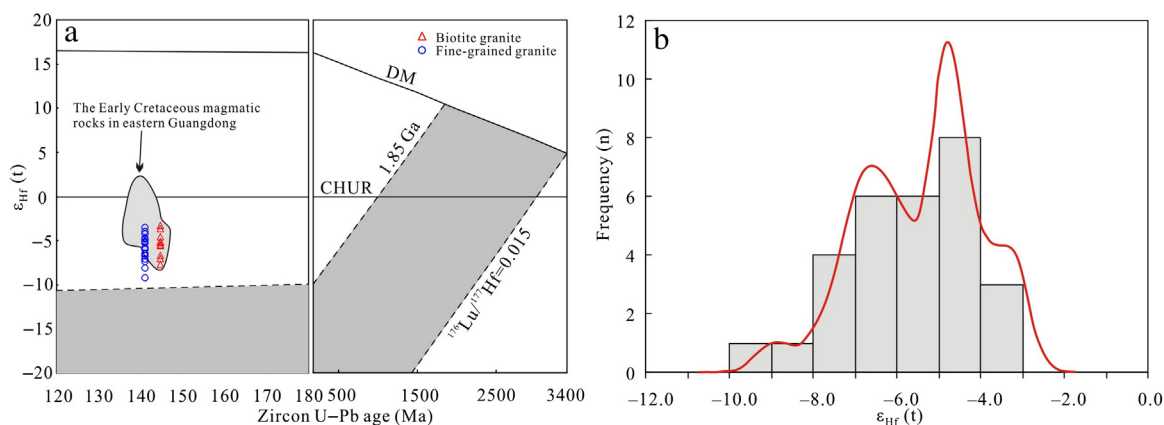 a
Biotite granite
Fine-grained granite
DM
The Early Cretaceous magmatic
rocks in eastern Guangdong
1.85 Ga
CHUR
¹⁷⁶Lu/¹⁷⁷Hf=0.015
εHf (t)
20
15
10
5
0
−5
−10
−15
−20
120 130 140 150 160 170 180 500 1500 2500 3400
Zircon U−Pb age (Ma)
b
Frequency (n)
12
10
8
6
4
2
0
−12.0 −10.0 −8.0 −6.0 −4.0 −2.0 0.0
εHf (t)